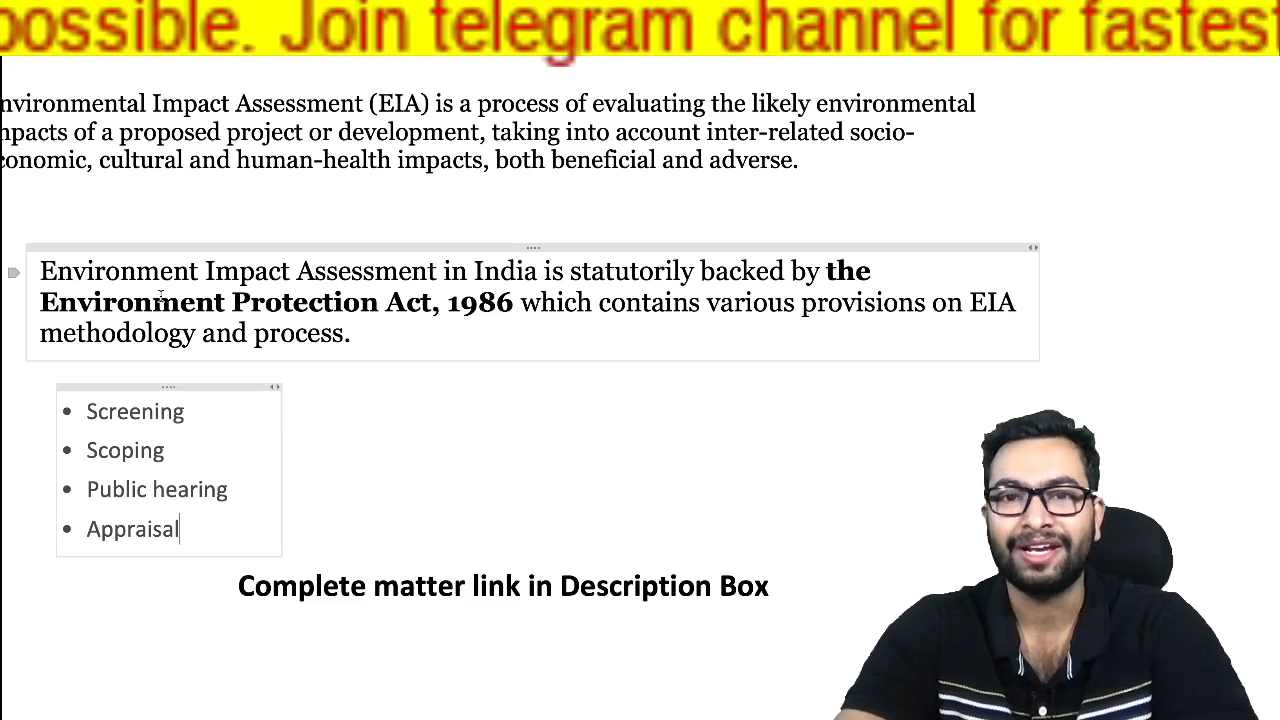 possible. Join telegram channel for fastest
nvironmental Impact Assessment (EIA) is a process of evaluating the likely environmental
npacts of a proposed project or development, taking into account inter-related socio-
conomic, cultural and human-health impacts, both beneficial and adverse.
Environment Impact Assessment in India is statutorily backed by the
Environment Protection Act, 1986 which contains various provisions on EIA
methodology and process.
• Screening
• Scoping
• Public hearing
• Appraisal
Complete matter link in Description Box